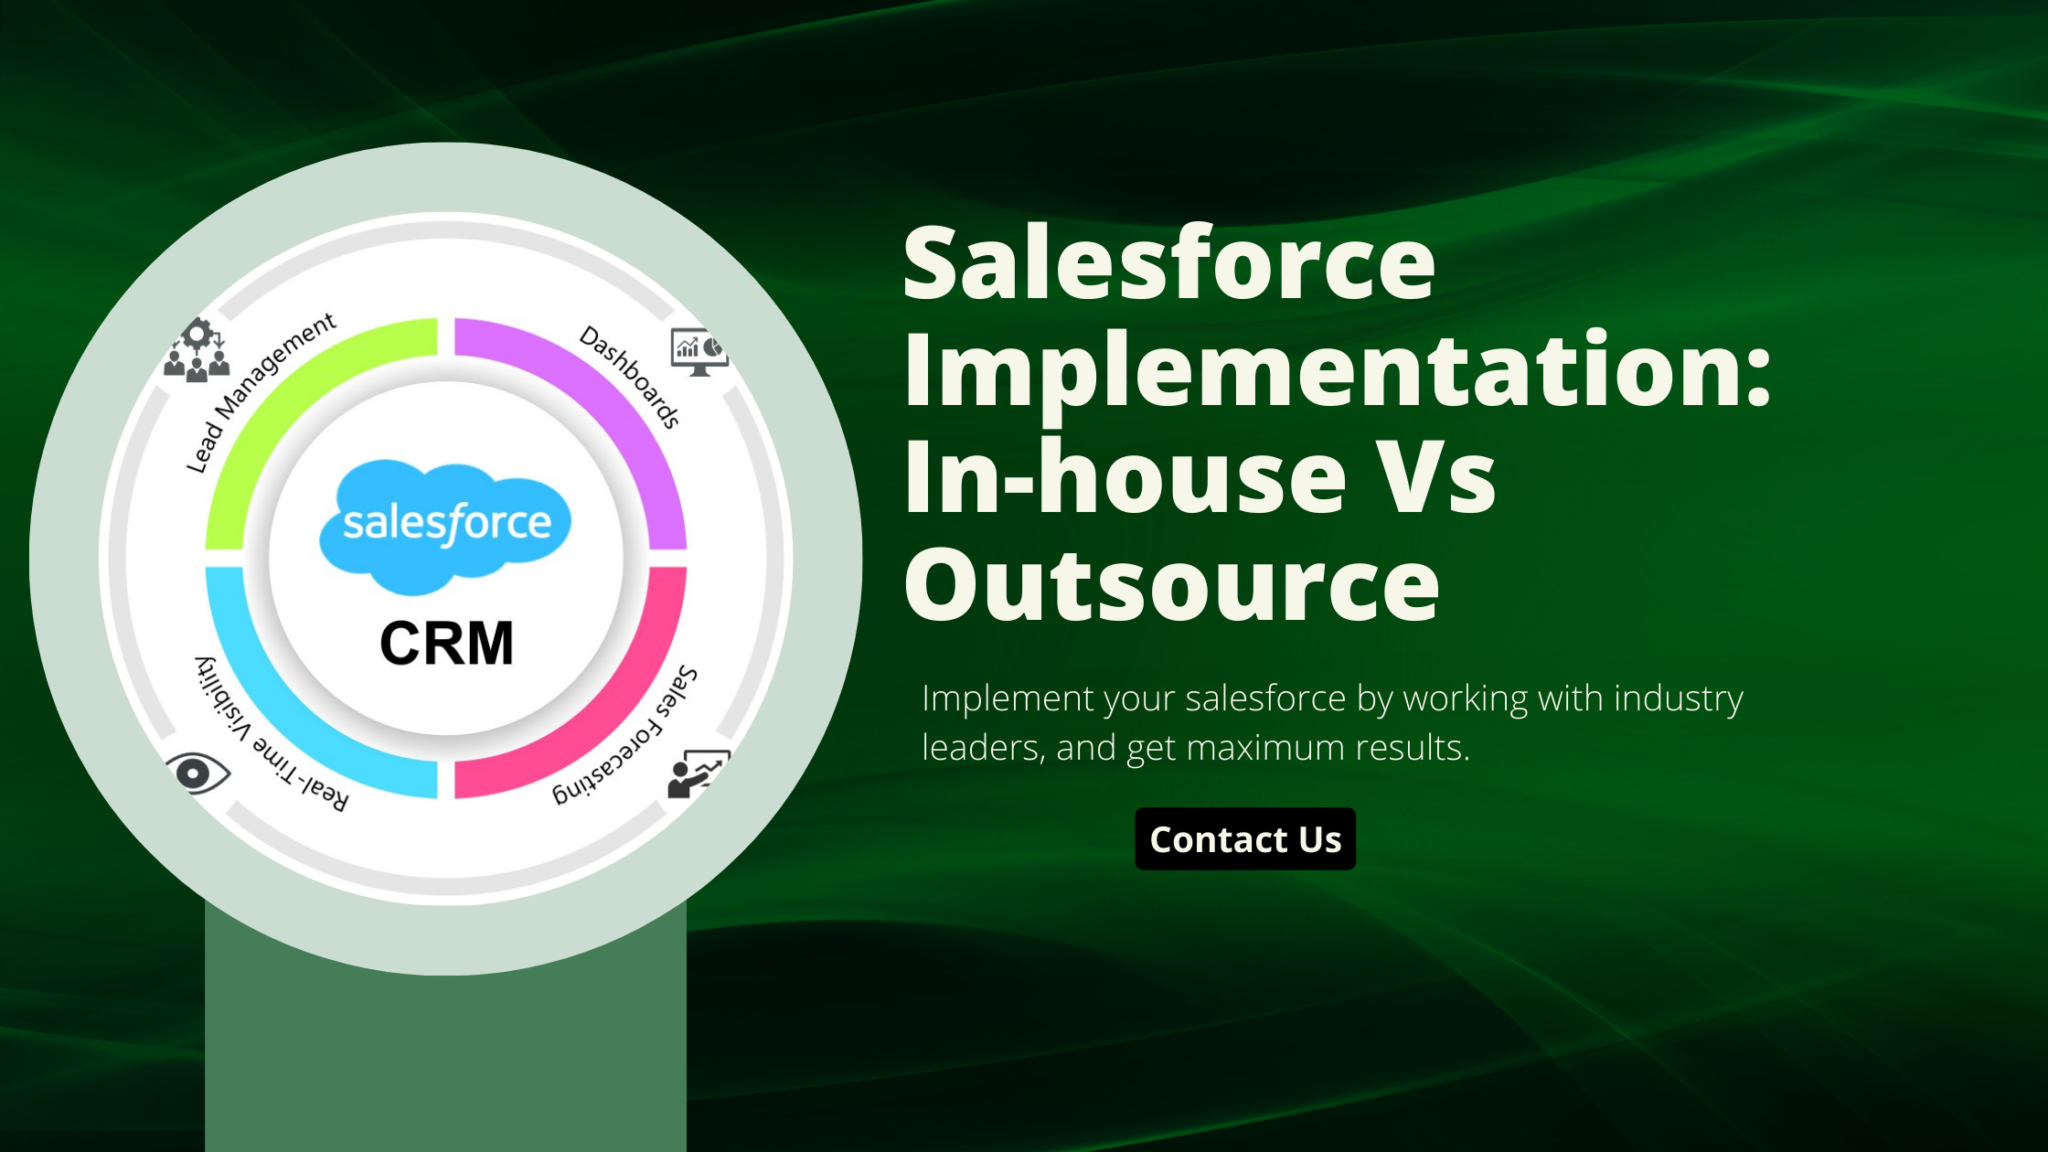 Lead Management
Dashboards
salesforce
CRM
Real-Time Visibility
Sales Forecasting
Salesforce
Implementation:
In-house Vs
Outsource
Implement your salesforce by working with industry
leaders, and get maximum results.
Contact Us